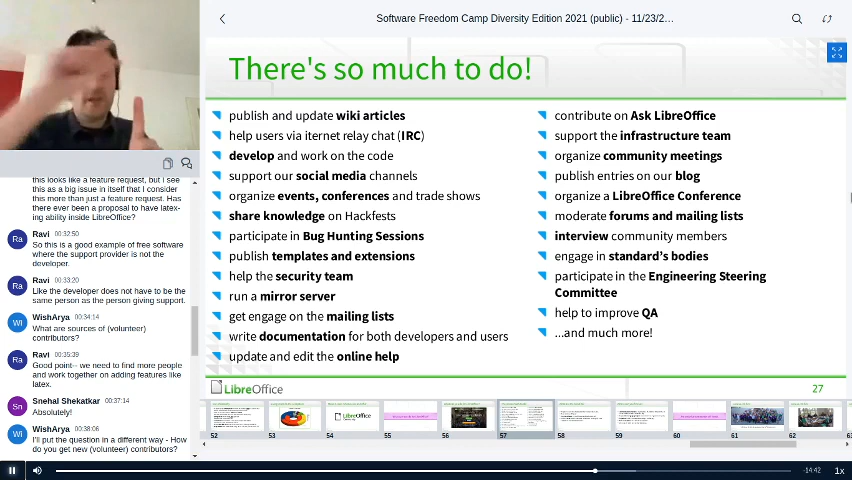 Software Freedom Camp Diversity Edition 2021 (public) - 11/23/2...
There's so much to do!
publish and update wiki articles
help users via iternet relay chat (IRC)
develop and work on the code
support our social media channels
organize events, conferences and trade shows
share knowledge on Hackfests
participate in Bug Hunting Sessions
publish templates and extensions
help the security team
run a mirror server
get engage on the mailing lists
write documentation for both developers and users
update and edit the online help
contribute on Ask LibreOffice
support the infrastructure team
organize community meetings
publish entries on our blog
organize a LibreOffice Conference
moderate forums and mailing lists
interview community members
engage in standard's bodies
participate in the Engineering Steering
Committee
help to improve QA
...and much more!
LibreOffice
27
this looks like a feature request, but I see
this as a big issue in itself that I consider
this more than just a feature request. Has
there ever been a proposal to have latex-
ing ability inside LibreOffice?
Ra
Ravi 00:32:50
So this is a good example of free software
where the support provider is not the
developer.
Ra
Ravi 00:33:20
Like the developer does not have to be the
same person as the person giving support.
Wi
WishArya 00:34:14
What are sources of (volunteer)
contributors?
Ra
Ravi 00:35:39
Good point-- we need to find more people
and work together on adding features like
latex.
Sn
Snehal Shekatkar 00:37:14
Absolutely!
Wi
WishArya 00:38:06
I'll put the question in a different way - How
do you get new (volunteer) contributors?
LibreOffice
52 53 54 55 56 57 58 59 60 61 62 63
-14:42 1x